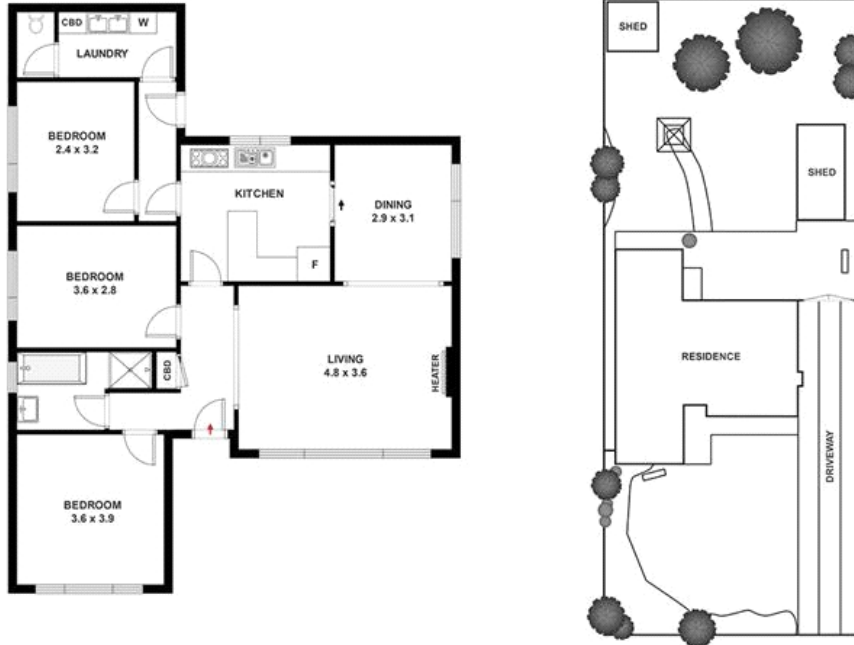 CBD
W
LAUNDRY
BEDROOM
2.4 x 3.2
KITCHEN
DINING
2.9 x 3.1
F
BEDROOM
3.6 x 2.8
CBD
LIVING
4.8 x 3.6
HEATER
BEDROOM
3.6 x 3.9
SHED
SHED
RESIDENCE
DRIVEWAY